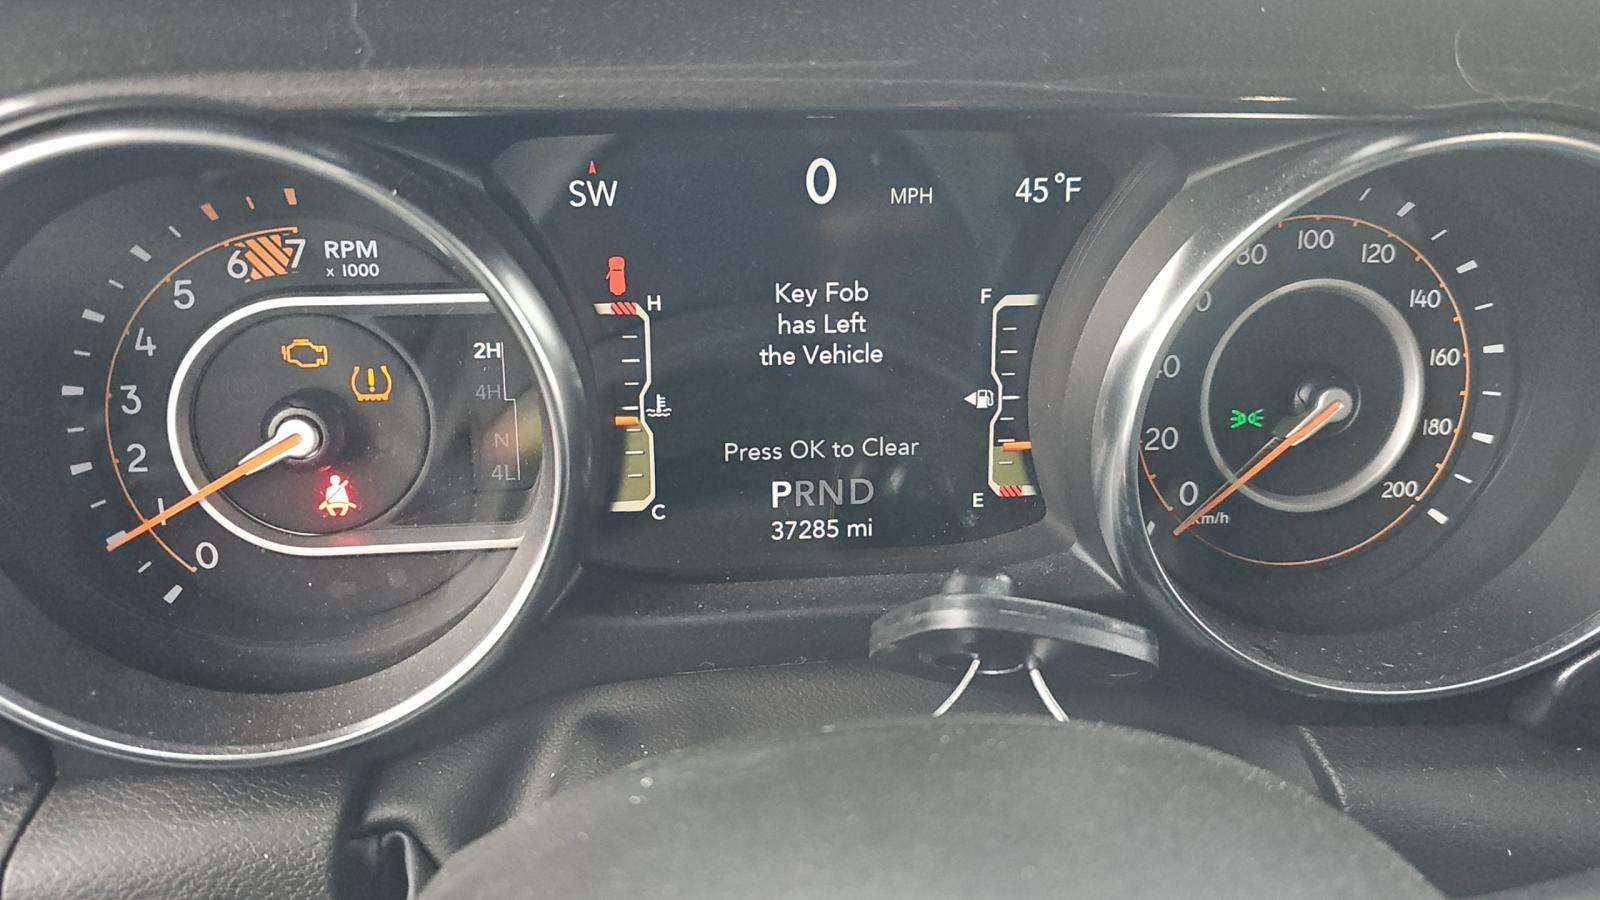 SW 0 MPH 45°F
6 7 RPM
x 1000
5
4
3
2
1
0
2H
4H
N
4L
H
C
Key Fob
has Left
the Vehicle
Press OK to Clear
PRND
37285 mi
F
E
0
20
80
100
120
140
160
180
200
km/h